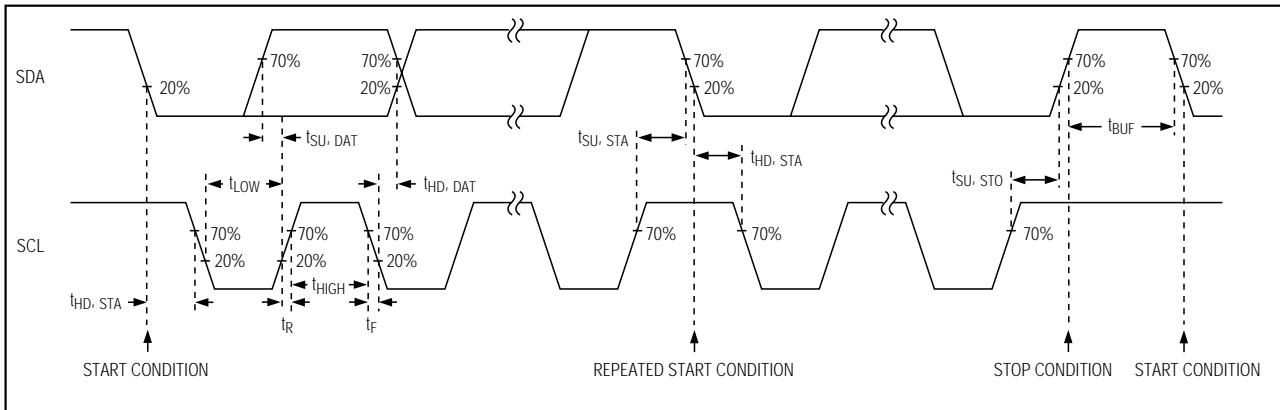 SDA
20%
70%
70%
20%
70%
20%
70%
20%
70%
20%
tSU, DAT
tSU, STA
tBUF
tHD, STA
tLOW
tHD, DAT
tSU, STO
SCL
70%
20%
70%
20%
70%
20%
70%
70%
70%
tHIGH
tHD, STA
tR
tF
START CONDITION
REPEATED START CONDITION
STOP CONDITION
START CONDITION